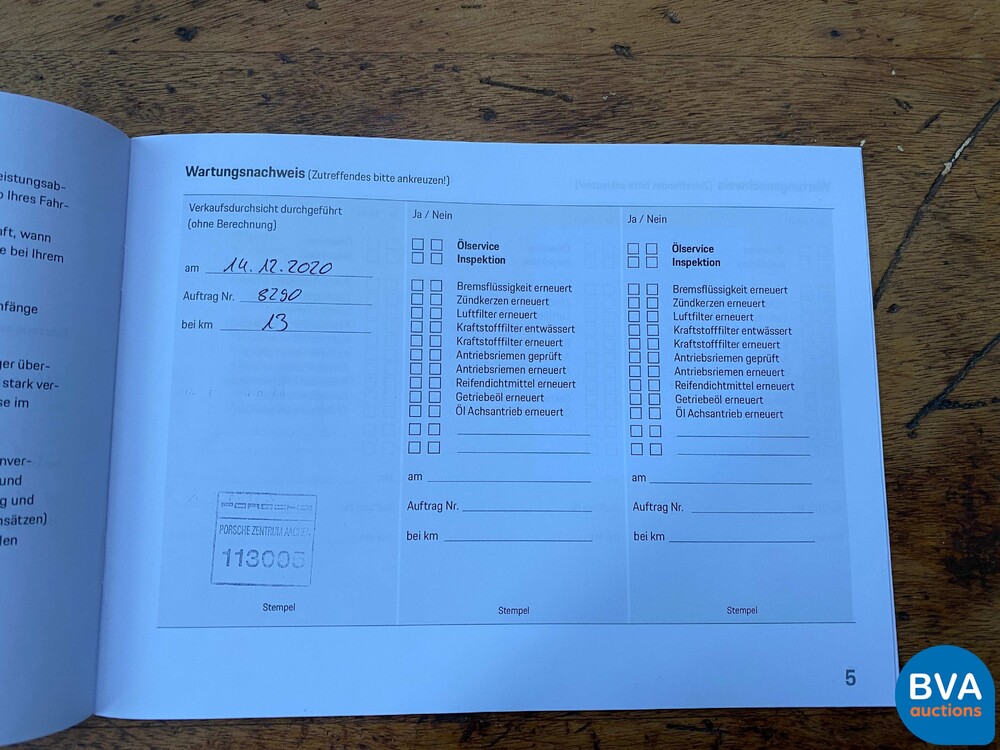 eistungsab-
o Ihres Fahr-
aft, wann
e bei Ihrem
nfänge
ger über-
stark ver-
se im
nver-
und
g und
nsätzen)
den
Wartungsnachweis (Zutreffendes bitte ankreuzen!)
Verkaufsdurchsicht durchgeführt
(ohne Berechnung)
am 14.12.2020
Auftrag Nr. 8290
bei km 13
PORSCHE
PORSCHE ZENTRUM AACHEN
113005
Stempel
Ja / Nein
Ölservice
Inspektion
Bremsflüssigkeit erneuert
Zündkerzen erneuert
Luftfilter erneuert
Kraftstofffilter entwässert
Kraftstofffilter erneuert
Antriebsriemen geprüft
Antriebsriemen erneuert
Reifendichtmittel erneuert
Getriebeöl erneuert
Öl Achsantrieb erneuert
am
Auftrag Nr.
bei km
Stempel
Ja / Nein
Ölservice
Inspektion
Bremsflüssigkeit erneuert
Zündkerzen erneuert
Luftfilter erneuert
Kraftstofffilter entwässert
Kraftstofffilter erneuert
Antriebsriemen geprüft
Antriebsriemen erneuert
Reifendichtmittel erneuert
Getriebeöl erneuert
Öl Achsantrieb erneuert
am
Auftrag Nr.
bei km
Stempel
5
BVA
auctions